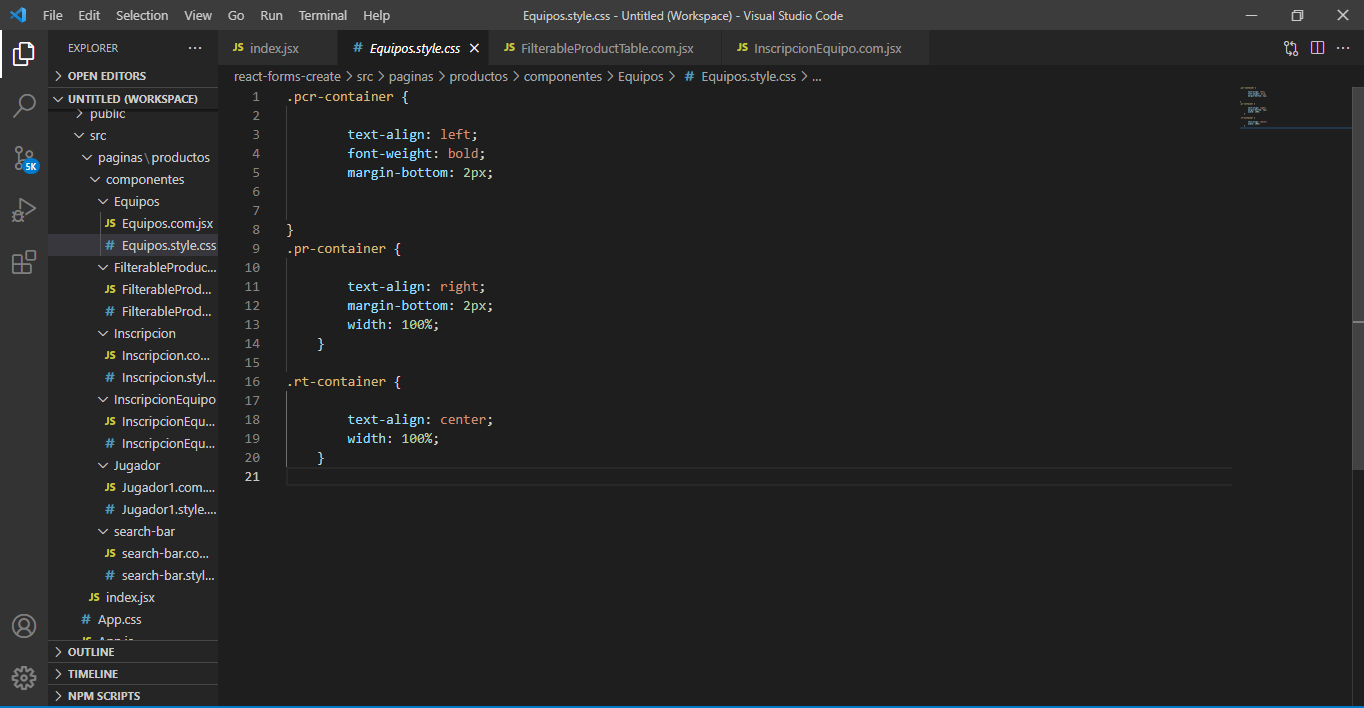 File Edit Selection View Go Run Terminal Help
Equipos.style.css - Untitled (Workspace) - Visual Studio Code
EXPLORER ...
JS index.jsx
# Equipos.style.css
JS FilterableProductTable.com.jsx
JS InscripcionEquipo.com.jsx
OPEN EDITORS
UNTITLED (WORKSPACE)
public
src
paginas\productos
componentes
Equipos
JS Equipos.com.jsx
# Equipos.style.css
FilterableProduc...
JS FilterableProd...
# FilterableProd...
Inscripcion
JS Inscripcion.co...
# Inscripcion.styl...
InscripcionEquipo
JS InscripcionEqu...
# InscripcionEqu...
Jugador
JS Jugador1.com....
# Jugador1.style....
search-bar
JS search-bar.co...
# search-bar.styl...
JS index.jsx
# App.css
OUTLINE
TIMELINE
NPM SCRIPTS
5K
react-forms-create > src > paginas > productos > componentes > Equipos > # Equipos.style.css > ...
1 .pcr-container {
2
3 text-align: left;
4 font-weight: bold;
5 margin-bottom: 2px;
6
7
8 }
9 .pr-container {
10
11 text-align: right;
12 margin-bottom: 2px;
13 width: 100%;
14 }
15
16 .rt-container {
17
18 text-align: center;
19 width: 100%;
20 }
21